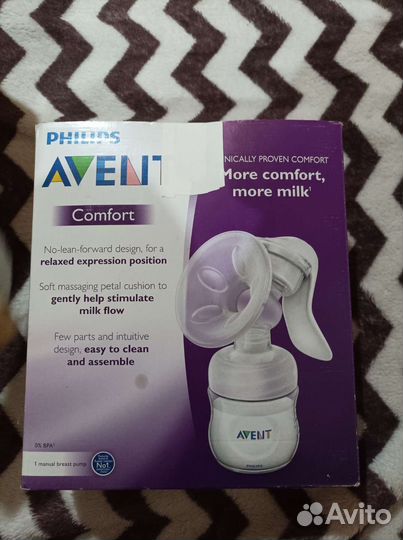 PHILIPS
AVENT
Comfort
No-lean-forward design, for a
relaxed expression position
Soft massaging petal cushion to
gently help stimulate
milk flow
Few parts and intuitive
design, easy to clean
and assemble
0% BPA¹
1 manual breast pump
No1
NICALLY PROVEN COMFORT
More comfort,
more milk¹
AVENT
PHILIPS
Avito